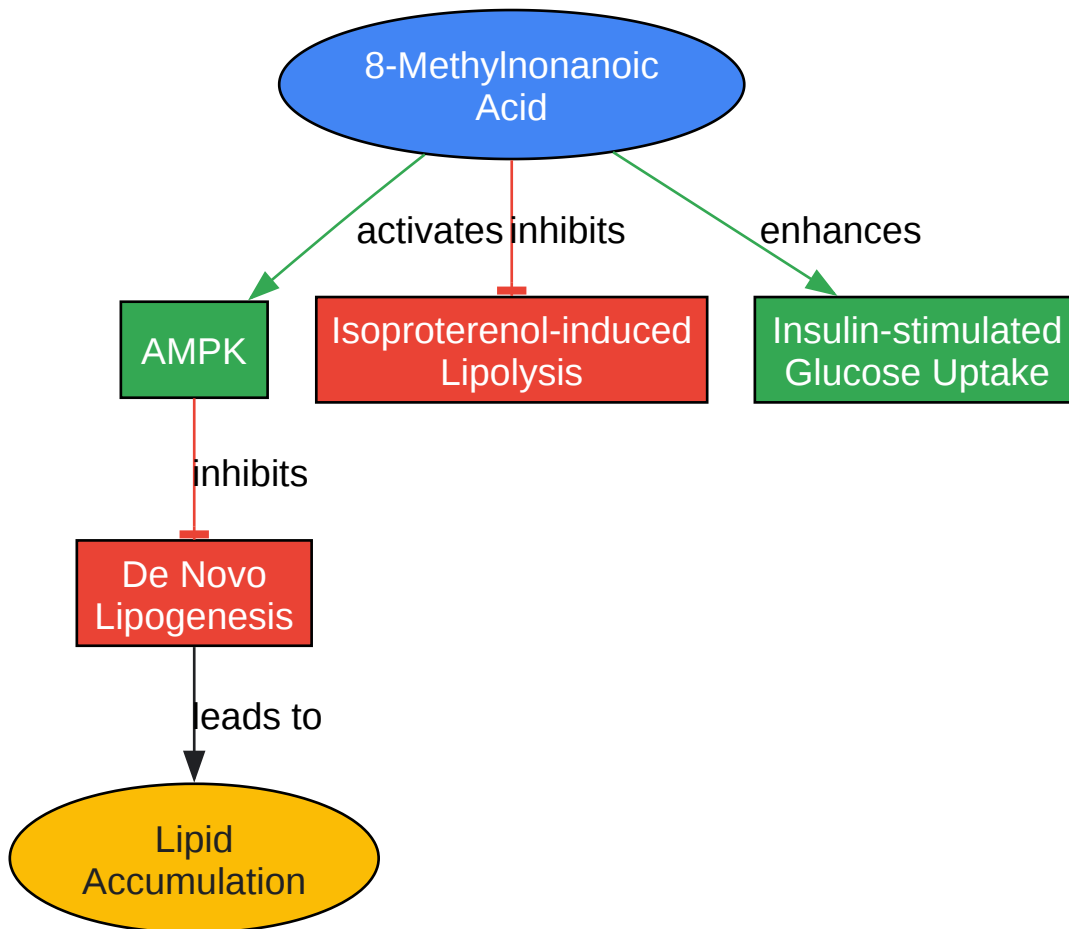 8-Methylnonanoic
Acid
activates
inhibits
enhances
AMPK
Isoproterenol-induced
Lipolysis
Insulin-stimulated
Glucose Uptake
inhibits
De Novo
Lipogenesis
leads to
Lipid
Accumulation